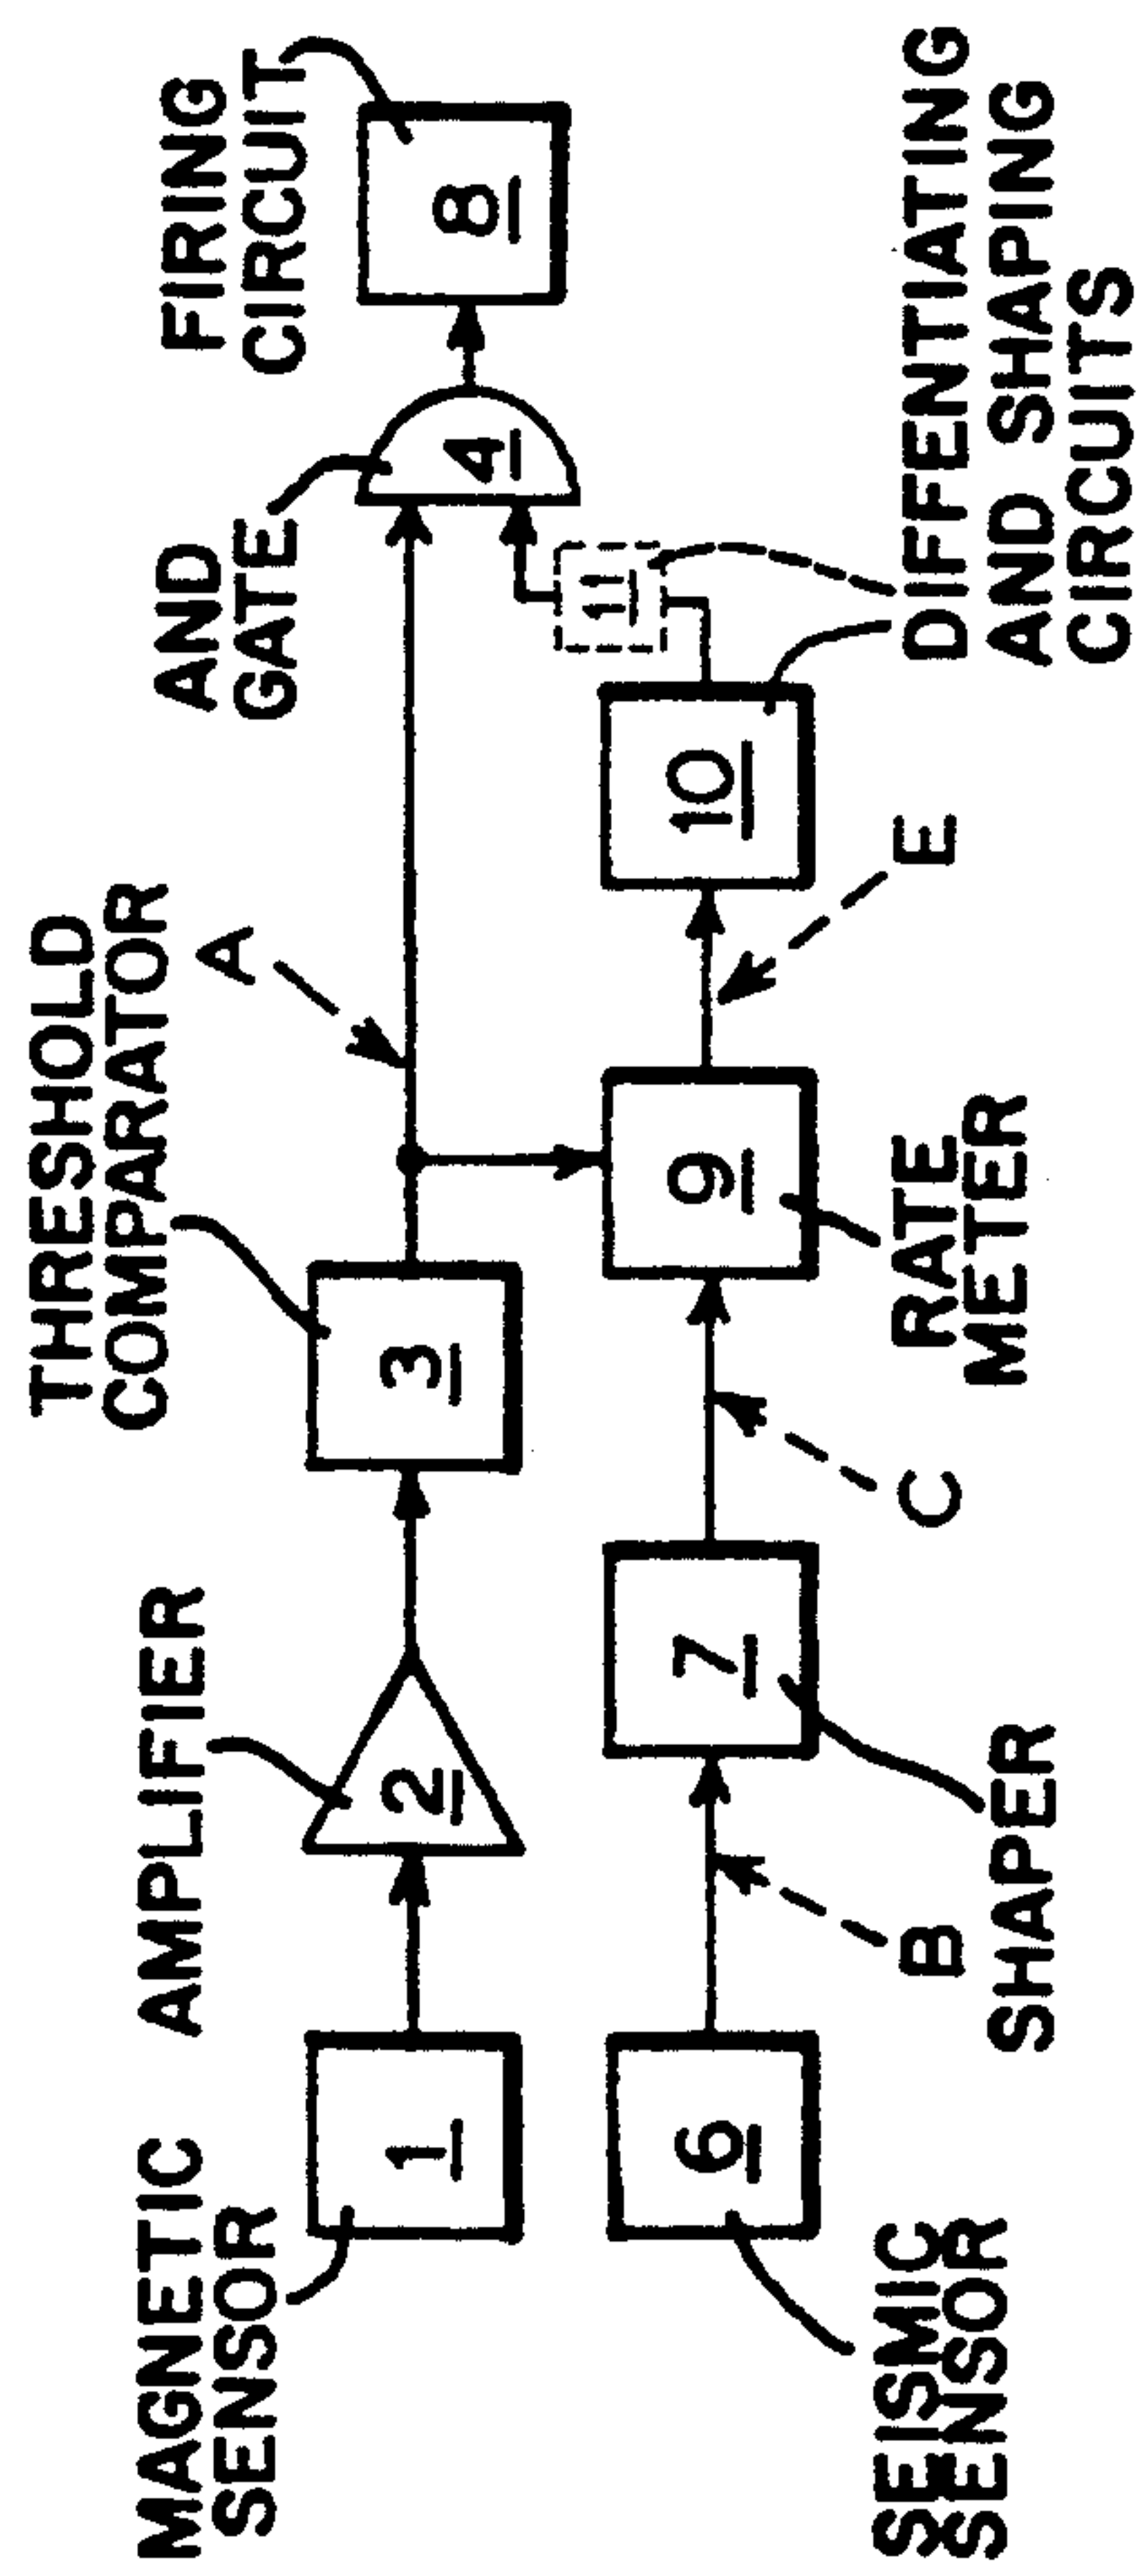 MAGNETIC
SENSOR
1
AMPLIFIER
2
THRESHOLD
COMPARATOR
3
A
AND
GATE
4
FIRING
CIRCUIT
8
SEISMIC
SENSOR
6
B
SHAPER
7
C
RATE
METER
9
E
10
11
DIFFERENTIATING
AND SHAPING
CIRCUITS